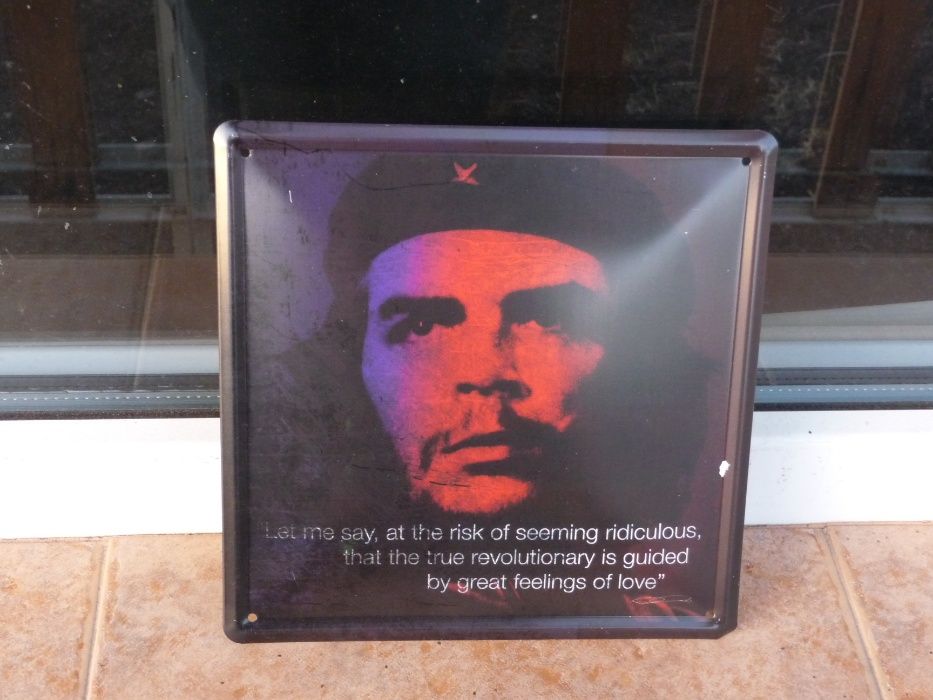 "Let me say, at the risk of seeming ridiculous,
that the true revolutionary is guided
by great feelings of love”